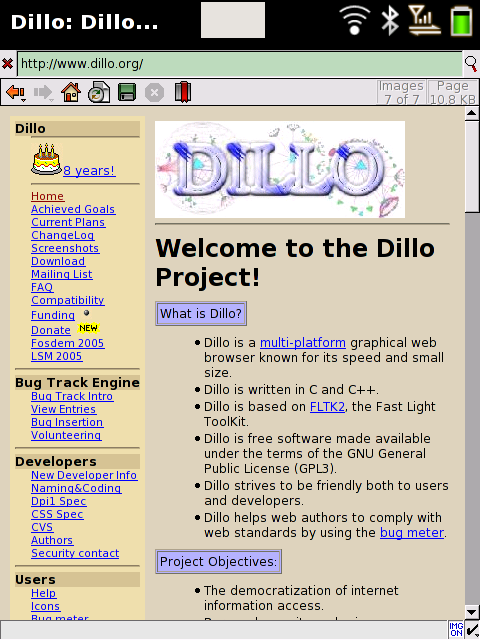 Dillo: Dillo...
http://www.dillo.org/
Images
7 of 7
Page
10.8 KB
Dillo
8 years!
Home
Achieved Goals
Current Plans
ChangeLog
Screenshots
Download
Mailing List
FAQ
Compatibility
Funding
Donate NEW
Fosdem 2005
LSM 2005
Bug Track Engine
Bug Track Intro
View Entries
Bug Insertion
Volunteering
Developers
New Developer Info
Naming&Coding
Dpi1 Spec
CSS Spec
CVS
Authors
Security contact
Users
Help
Icons
Bug meter
DILLO
Welcome to the Dillo
Project!
What is Dillo?
Dillo is a multi-platform graphical web
browser known for its speed and small
size.
Dillo is written in C and C++.
Dillo is based on FLTK2, the Fast Light
ToolKit.
Dillo is free software made available
under the terms of the GNU General
Public License (GPL3).
Dillo strives to be friendly both to users
and developers.
Dillo helps web authors to comply with
web standards by using the bug meter.
Project Objectives:
The democratization of internet
information access.
IMG
ON